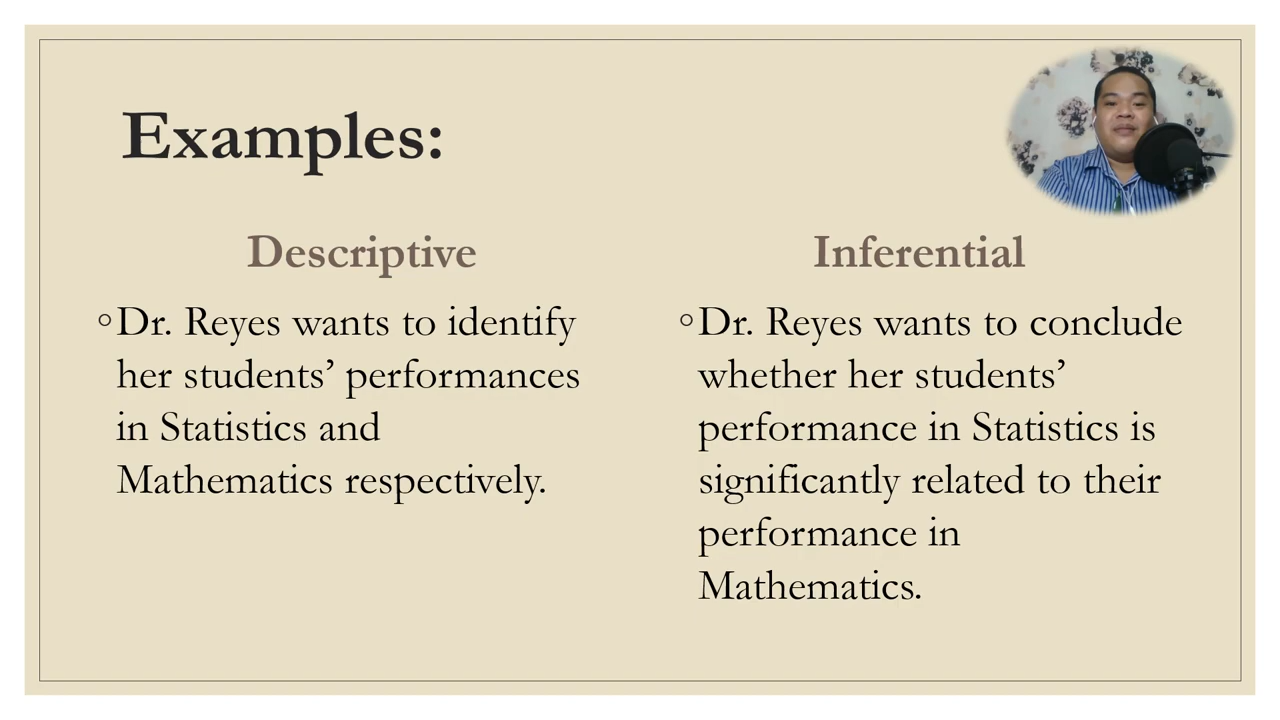 Examples:
Descriptive
◦Dr. Reyes wants to identify
her students’ performances
in Statistics and
Mathematics respectively.
Inferential
◦Dr. Reyes wants to conclude
whether her students’
performance in Statistics is
significantly related to their
performance in
Mathematics.